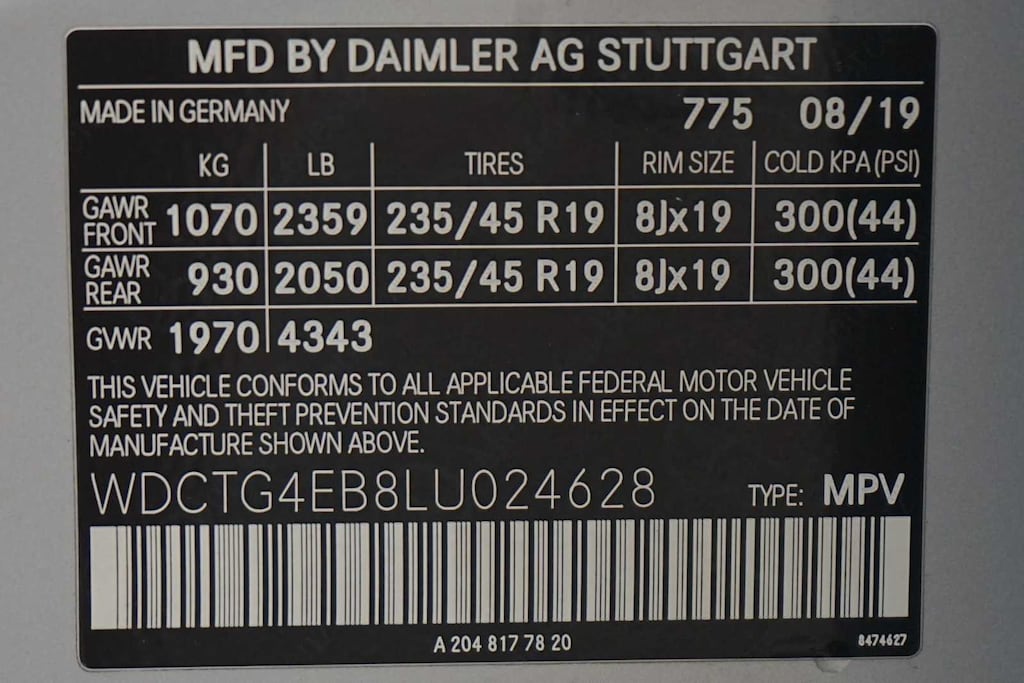 MFD BY DAIMLER AG STUTTGART
MADE IN GERMANY 775 08/19
KG LB TIRES RIM SIZE COLD KPA (PSI)
GAWR FRONT 1070 2359 235/45 R19 8Jx19 300(44)
GAWR REAR 930 2050 235/45 R19 8Jx19 300(44)
GVWR 1970 4343
THIS VEHICLE CONFORMS TO ALL APPLICABLE FEDERAL MOTOR VEHICLE
SAFETY AND THEFT PREVENTION STANDARDS IN EFFECT ON THE DATE OF
MANUFACTURE SHOWN ABOVE.
WDCTG4EB8LU024628 TYPE: MPV
A 204 817 78 20 8474627